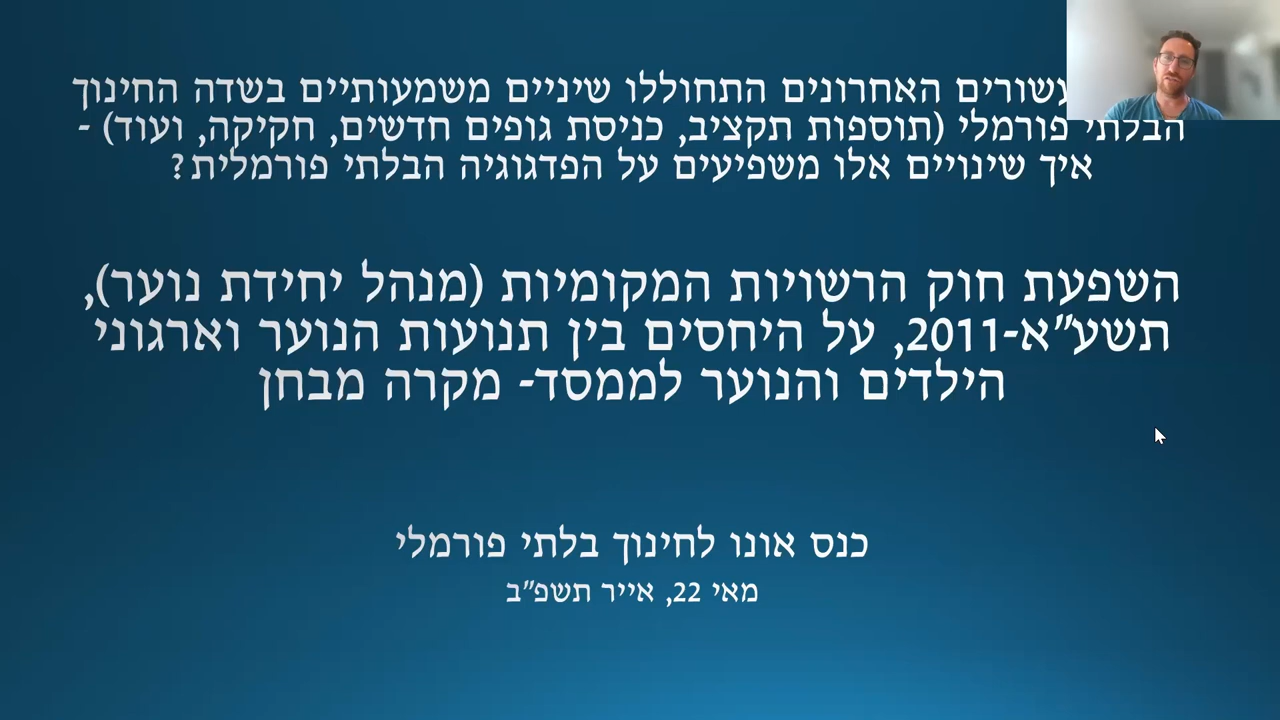 עשורים האחרונים התחוללו שיניים משמעותיים בשדה החינוך
הבלתי פורמלי (תוספות תקציב, כניסת גופים חדשים, חקיקה, ועוד) -
איך שינויים אלו משפיעים על הפדגוגיה הבלתי פורמלית?
השפעת חוק הרשויות המקומיות (מנהל יחידת נוער),
תשע"א-2011, על היחסים בין תנועות הנוער וארגוני
הילדים והנוער לממסד- מקרה מבחן
כנס אונו לחינוך בלתי פורמלי
מאי 22, אייר תשפ"ב